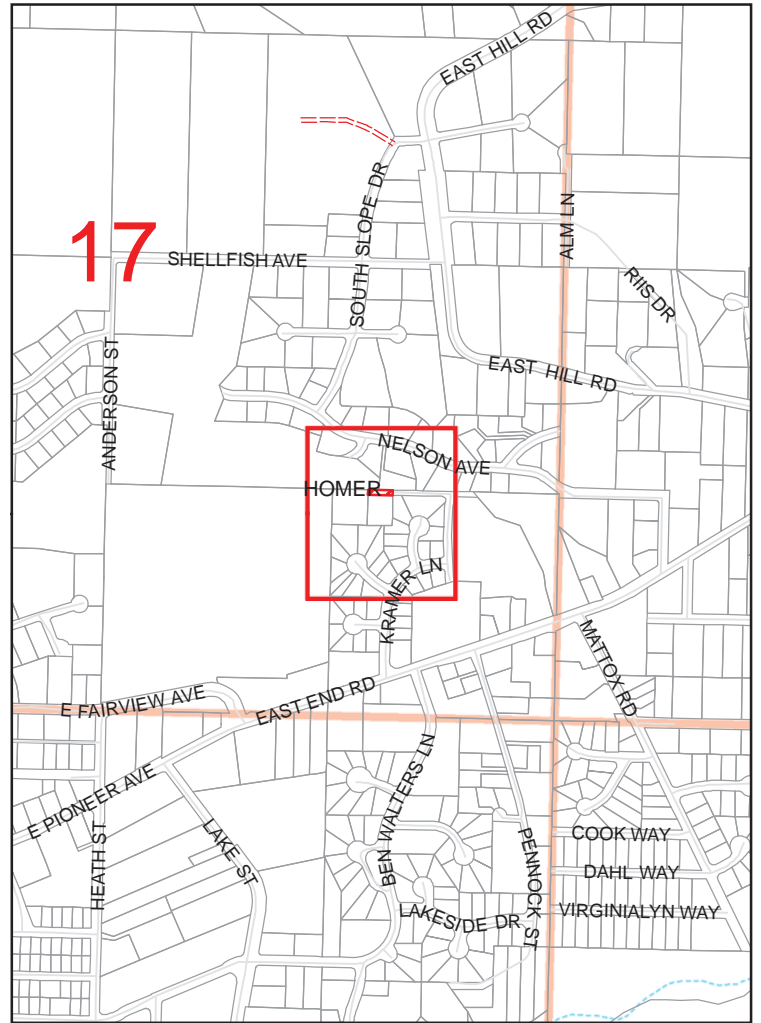 EAST HILL RD
SOUTH SLOPE DR
ALM LN
17
SHELLFISH AVE
RIIS DR
ANDERSON ST
EAST HILL RD
NELSON AVE
HOMER
KRAMER LN
MATTOX RD
E FAIRVIEW AVE
EAST END RD
E PIONEER AVE
BEN WALTERS LN
HEATH ST
LAKE ST
PENNOCK ST
COOK WAY
DAHL WAY
LAKESIDE DR
VIRGINIALYN WAY